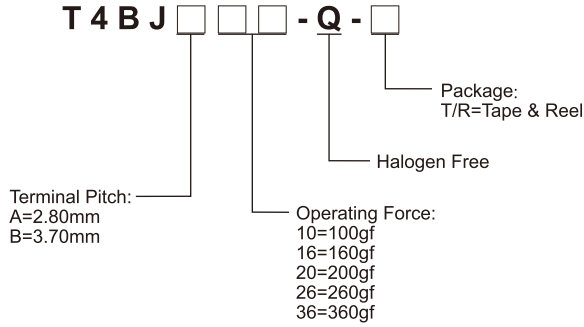 T4BJ□ □□-Q-□
Package:
T/R=Tape & Reel
Halogen Free
Terminal Pitch:
A=2.80mm
B=3.70mm
Operating Force:
10=100gf
16=160gf
20=200gf
26=260gf
36=360gf